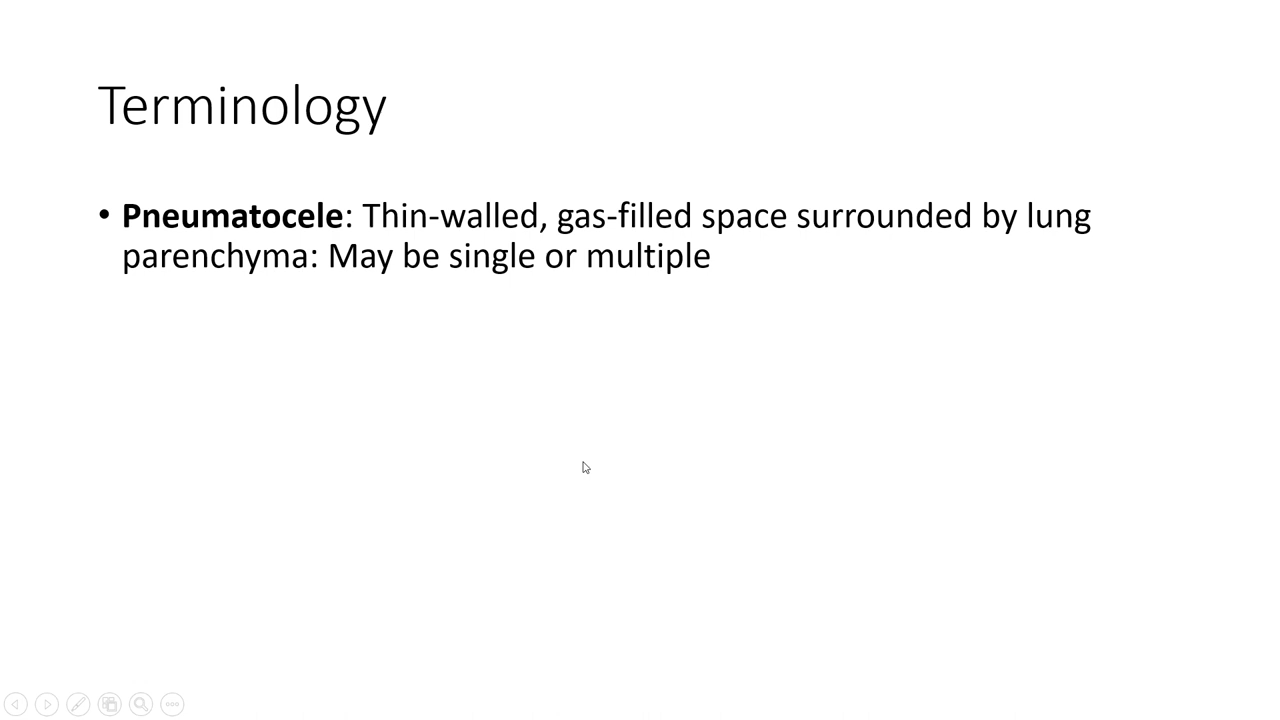 Terminology
• Pneumatocele: Thin-walled, gas-filled space surrounded by lung
parenchyma: May be single or multiple